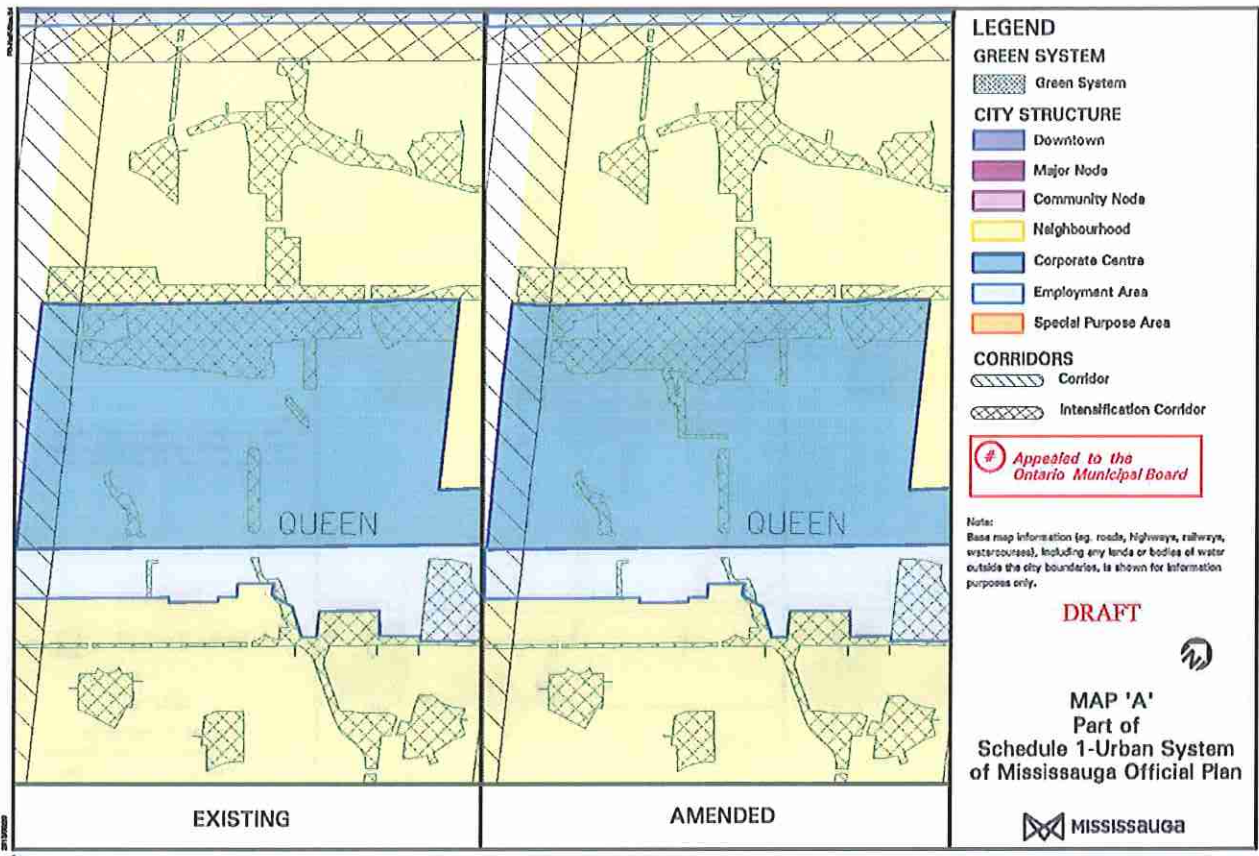 QUEEN
EXISTING
QUEEN
AMENDED
LEGEND
GREEN SYSTEM
Green System
CITY STRUCTURE
Downtown
Major Node
Community Node
Neighbourhood
Corporate Centre
Employment Area
Special Purpose Area
CORRIDORS
Corridor
Intensification Corridor
# Appealed to the
Ontario Municipal Board
Note:
Base map information (eg. roads, highways, railways,
watercourses), including any lands or bodies of water
outside the city boundaries, is shown for information
purposes only.
DRAFT
MAP 'A'
Part of
Schedule 1-Urban System
of Mississauga Official Plan
MISSISSAUGA